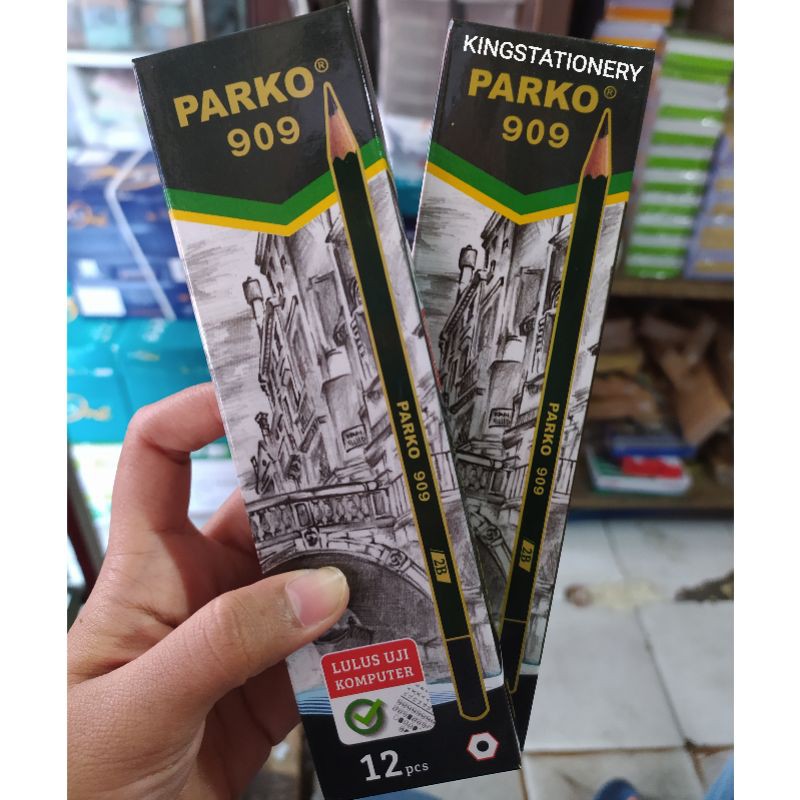 PARKO®
909
PARKO 909
2B
LULUS UJI
KOMPUTER
12 pcs
KINGSTATIONERY
PARKO®
909
PARKO 909
2B